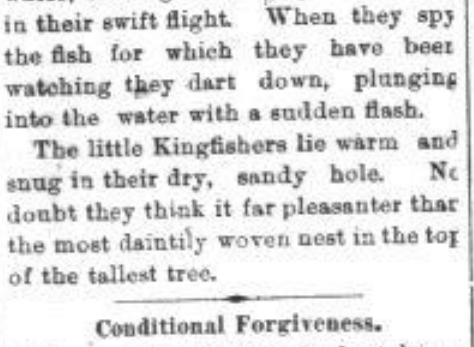 in their swift flight. When they spy
the fish for which they have been
watching they dart down, plunging
into the water with a sudden flash.
The little Kingfishers lie warm and
snug in their dry, sandy hole. No
doubt they think it far pleasanter than
the most daintily woven nest in the top
of the tallest tree.
Conditional Forgiveness.